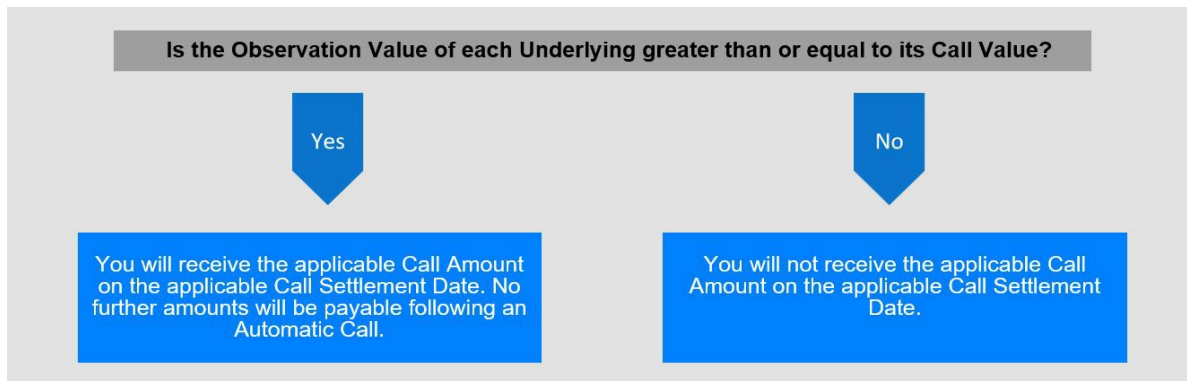 Is the Observation Value of each Underlying greater than or equal to its Call Value?
Yes
No
You will receive the applicable Call Amount
on the applicable Call Settlement Date. No
further amounts will be payable following an
Automatic Call.
You will not receive the applicable Call
Amount on the applicable Call Settlement
Date.